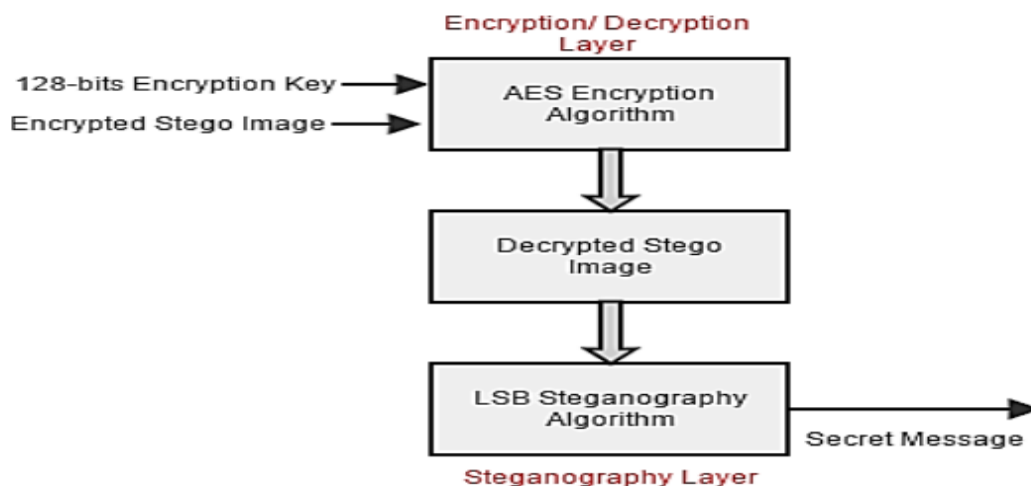 Encryption/ Decryption
Layer
128-bits Encryption Key
Encrypted Stego Image
AES Encryption
Algorithm
Decrypted Stego
Image
LSB Steganography
Algorithm
Secret Message
Steganography Layer